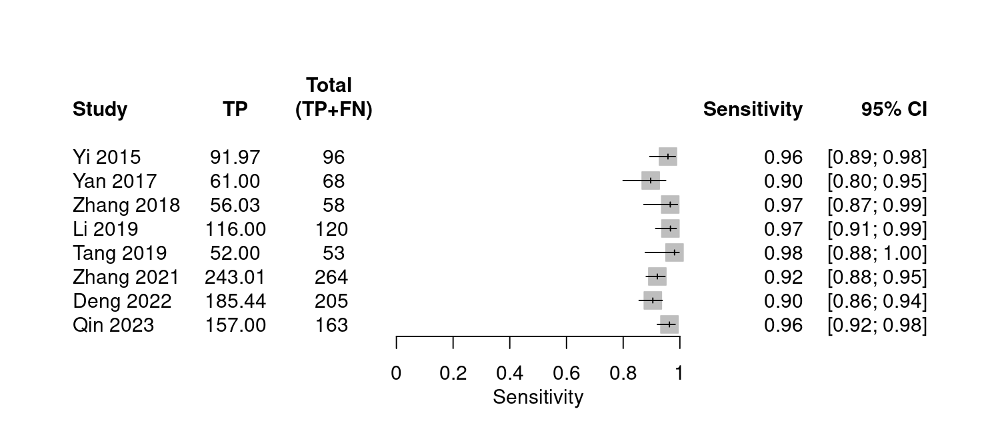 Total
Study TP (TP+FN) Sensitivity 95% CI
Yi 2015 91.97 96 0.96 [0.89; 0.98]
Yan 2017 61.00 68 0.90 [0.80; 0.95]
Zhang 2018 56.03 58 0.97 [0.87; 0.99]
Li 2019 116.00 120 0.97 [0.91; 0.99]
Tang 2019 52.00 53 0.98 [0.88; 1.00]
Zhang 2021 243.01 264 0.92 [0.88; 0.95]
Deng 2022 185.44 205 0.90 [0.86; 0.94]
Qin 2023 157.00 163 0.96 [0.92; 0.98]
0 0.2 0.4 0.6 0.8 1
Sensitivity